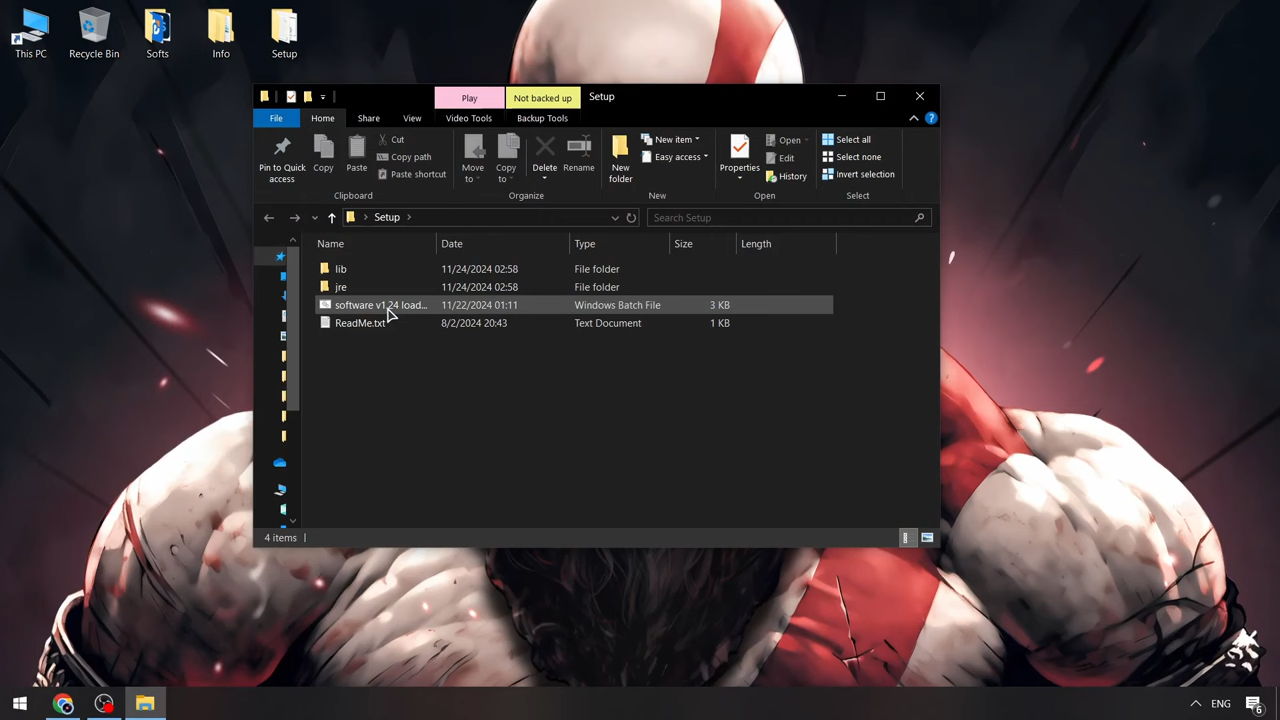 This PC
Recycle Bin
Softs
Info
Setup
Play
Not backed up
Setup
File
Home
Share
View
Video Tools
Backup Tools
Pin to Quick access
Copy
Paste
Cut
Copy path
Paste shortcut
Move to
Copy to
Delete
Rename
New folder
New item
Easy access
Properties
Open
Edit
History
Select all
Select none
Invert selection
Clipboard
Organize
New
Open
Select
Setup
Search Setup
Name Date Type Size Length
lib 11/24/2024 02:58 File folder
jre 11/24/2024 02:58 File folder
software v1.24 load... 11/22/2024 01:11 Windows Batch File 3 KB
ReadMe.txt 8/2/2024 20:43 Text Document 1 KB
4 items
ENG
6